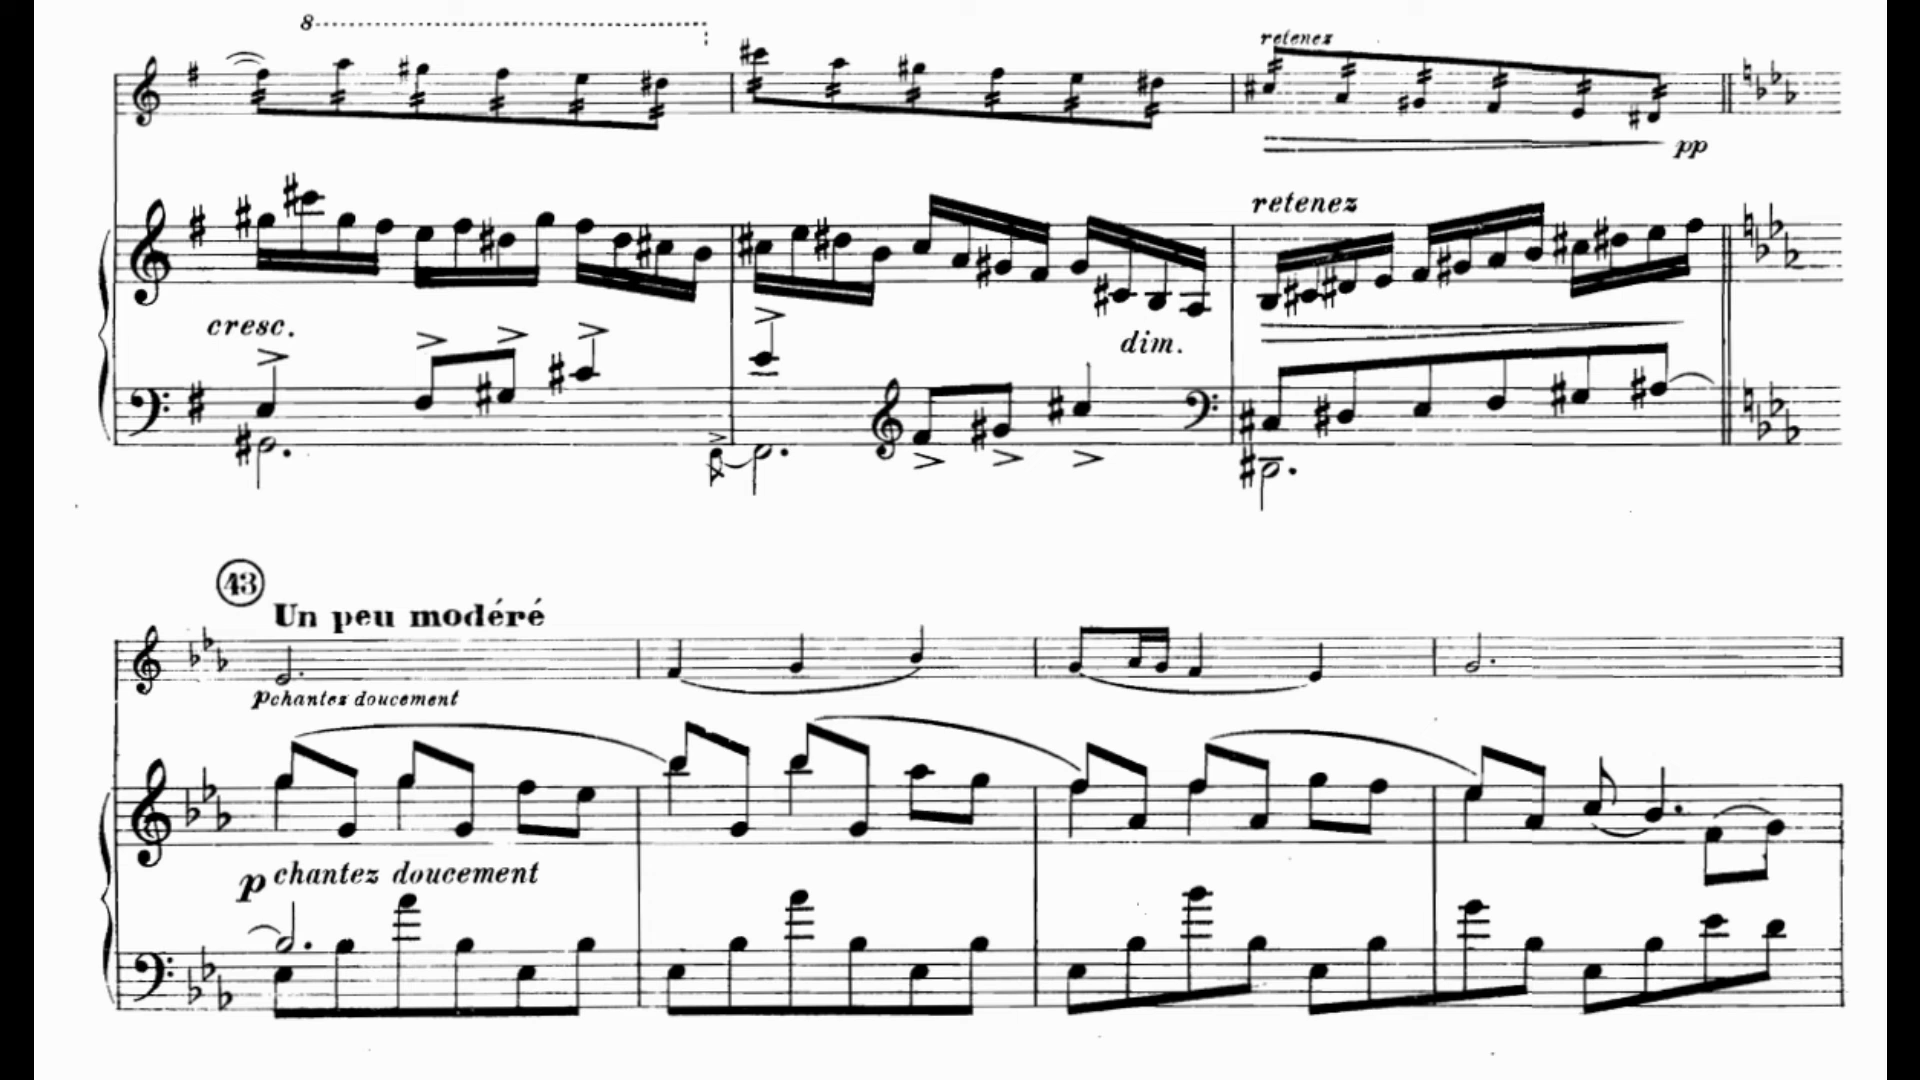 8
retenez
pp
retenez
cresc.
dim.
43
Un peu modéré
p chantez doucement
p chantez doucement